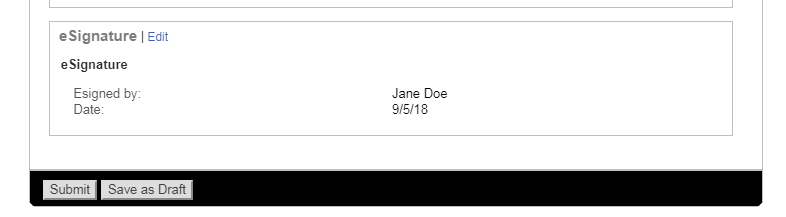 eSignature | Edit
eSignature
Esigned by: Jane Doe
Date: 9/5/18
Submit Save as Draft